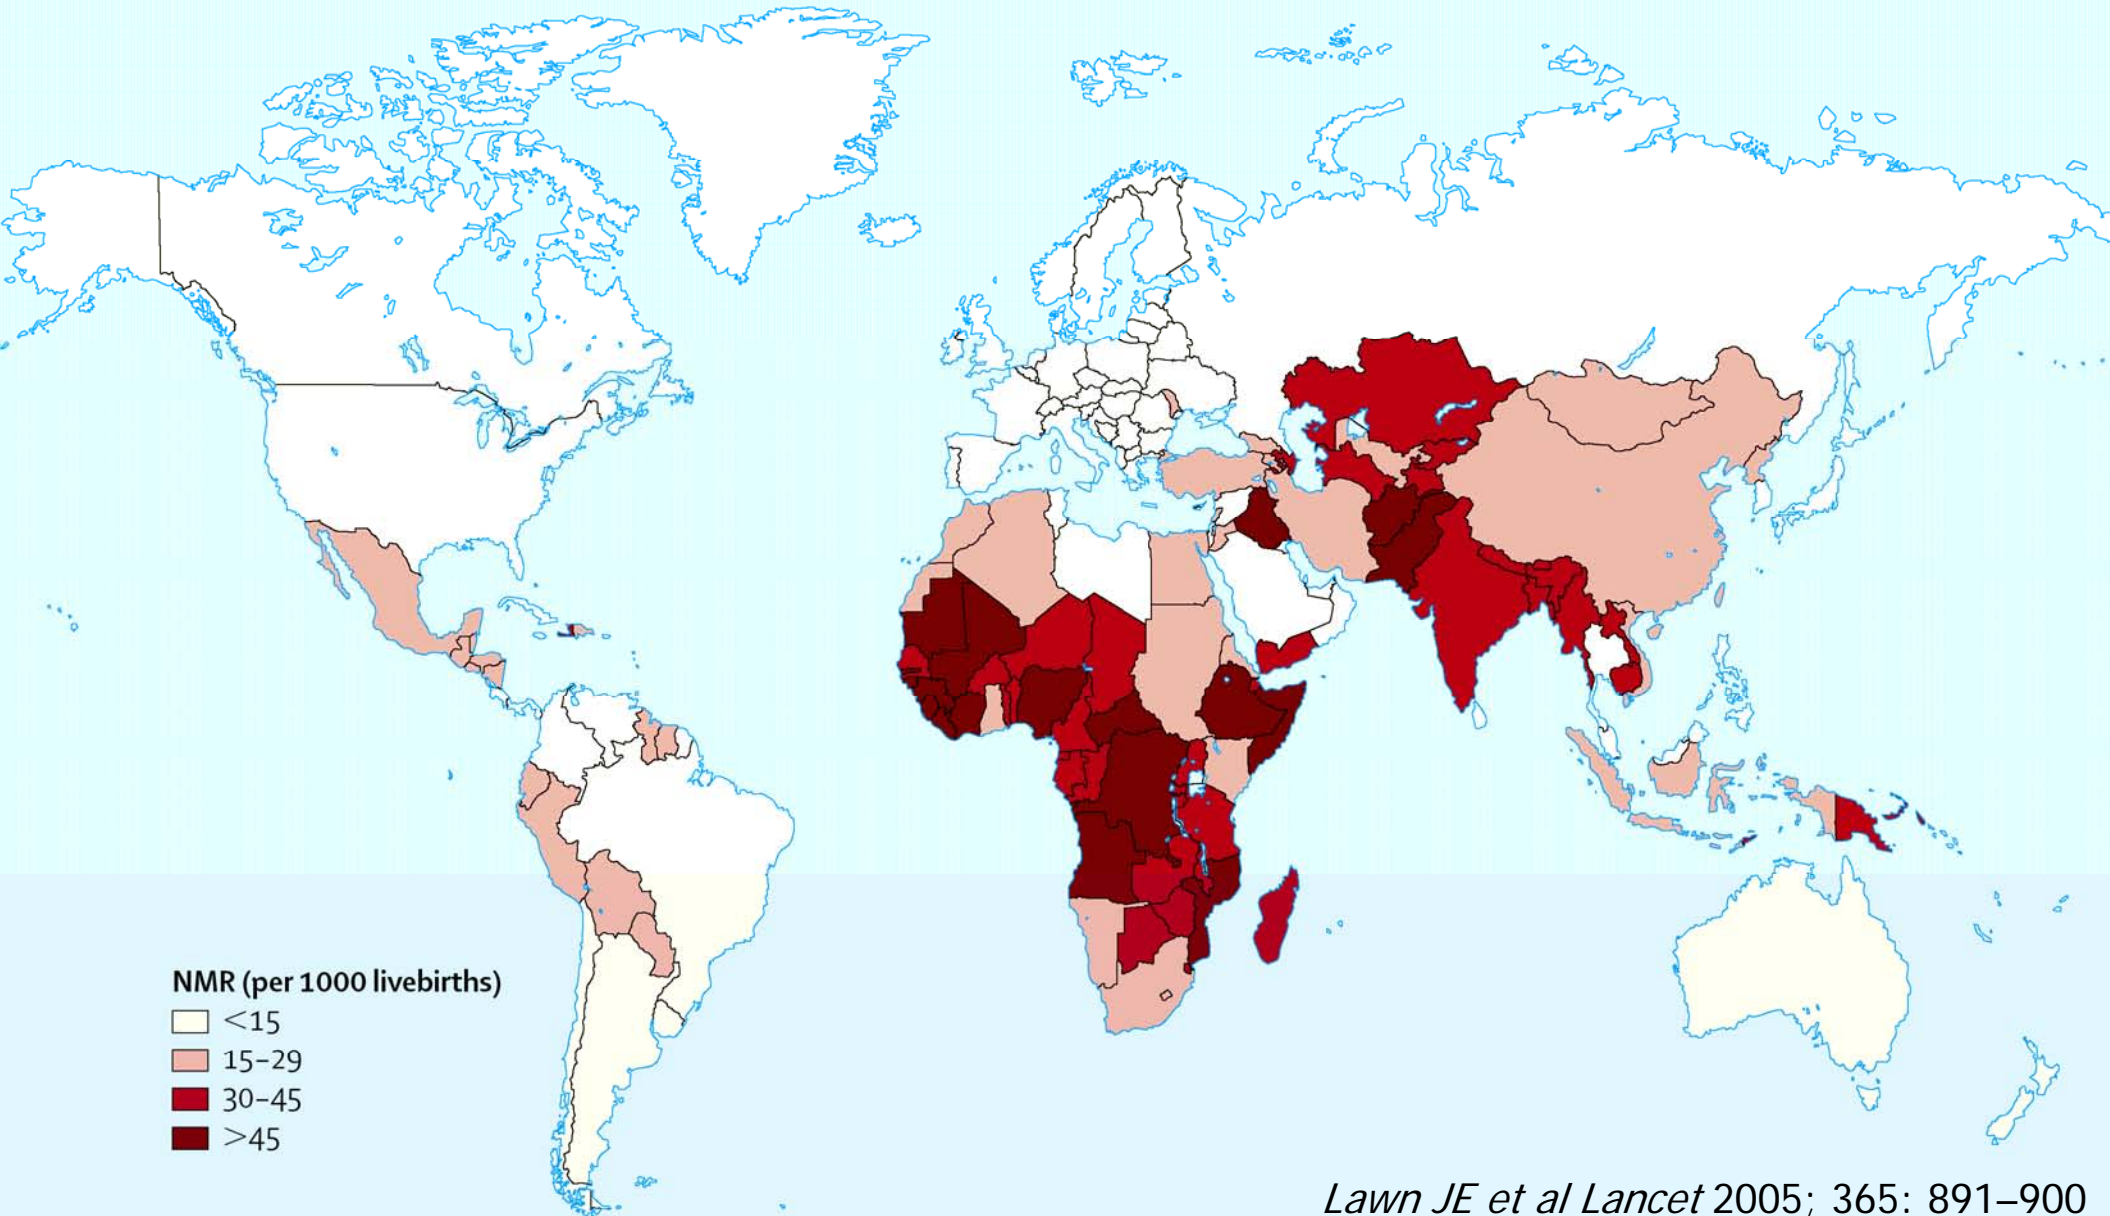 NMR (per 1000 livebirths)
<15
15–29
30–45
>45
Lawn JE et al Lancet 2005; 365: 891–900